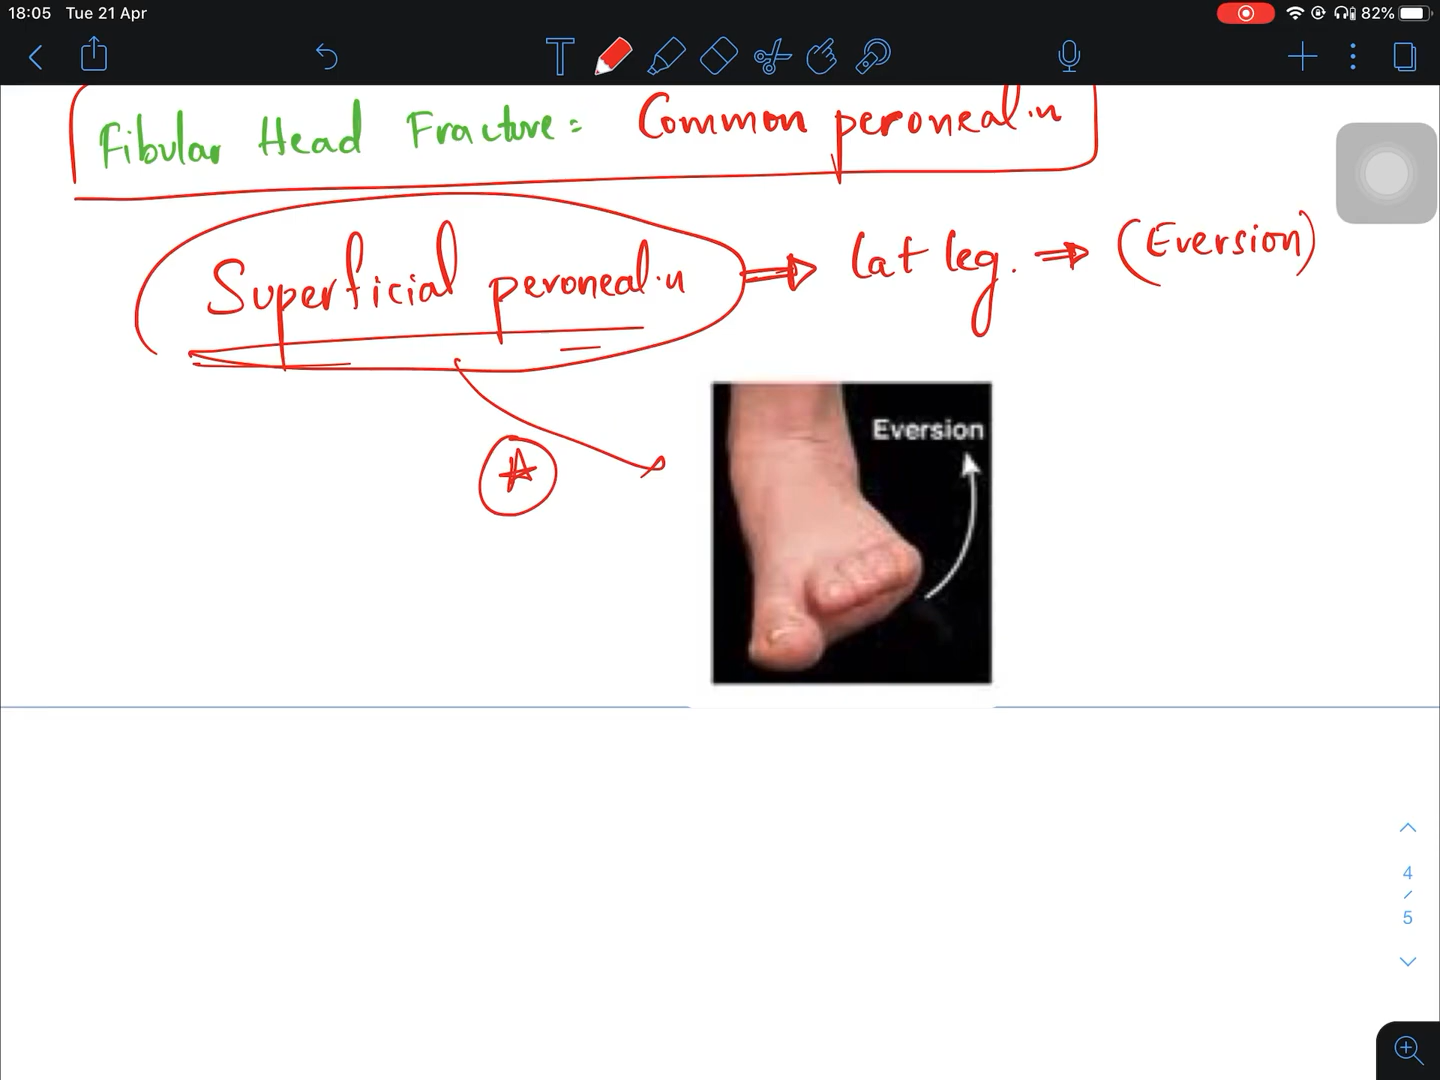 18:05 Tue 21 Apr 82%
T
Fibular Head Fracture = Common peroneal.n
Superficial peroneal.n ⇒ lat leg. ⇒ (Eversion)
Eversion
4
/
5